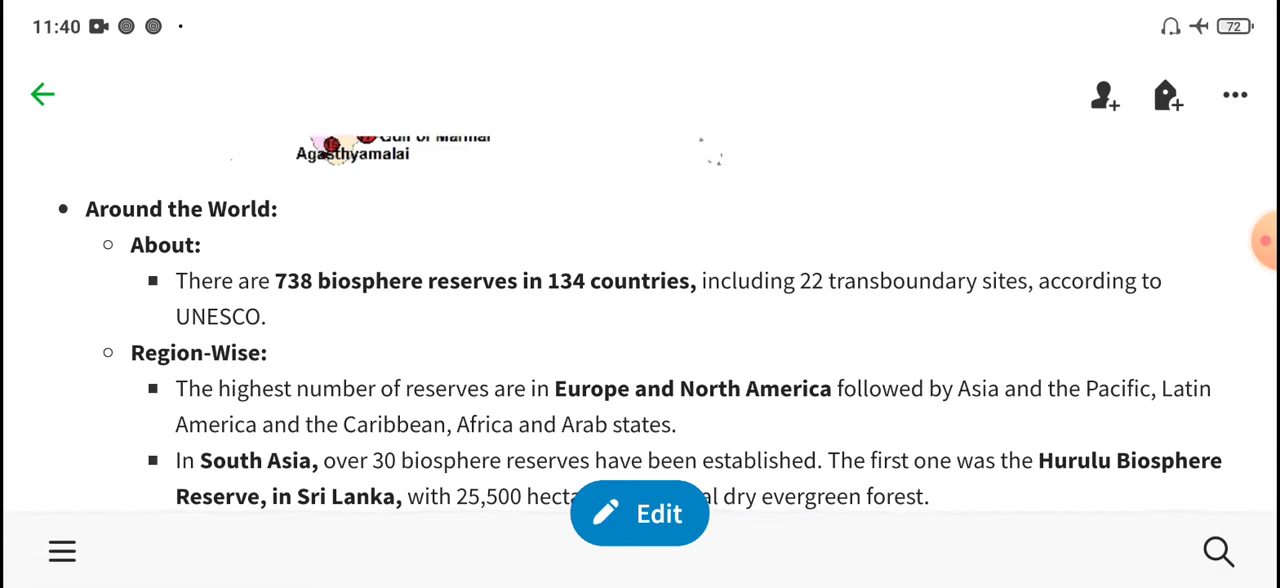 11:40
72
Agasthyamalai
Around the World:
About:
There are 738 biosphere reserves in 134 countries, including 22 transboundary sites, according to
UNESCO.
Region-Wise:
The highest number of reserves are in Europe and North America followed by Asia and the Pacific, Latin
America and the Caribbean, Africa and Arab states.
In South Asia, over 30 biosphere reserves have been established. The first one was the Hurulu Biosphere
Reserve, in Sri Lanka, with 25,500 dry evergreen forest.
Edit